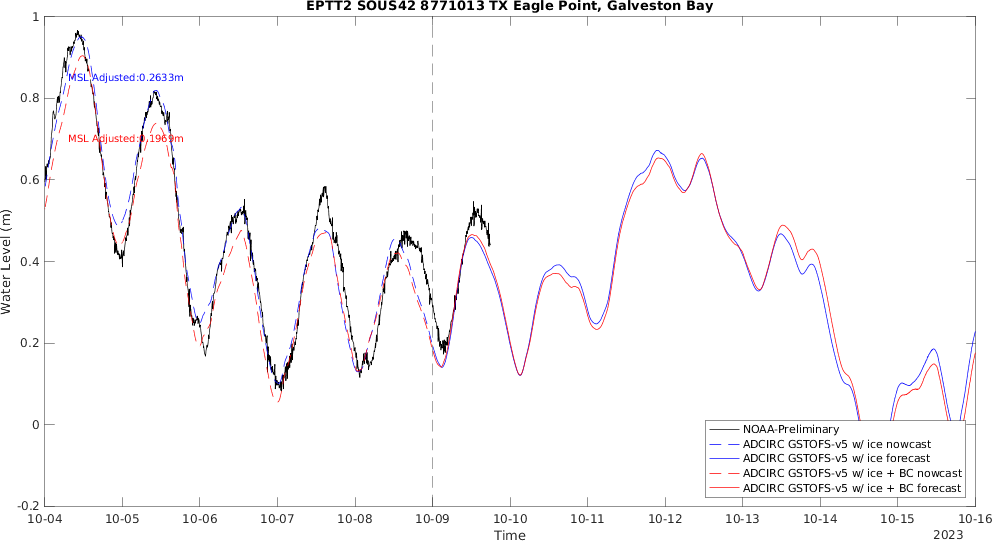 EPTT2 SOUS42 8771013 TX Eagle Point, Galveston Bay
1
0.8
0.6
0.4
0.2
0
-0.2
Water Level (m)
MSL Adjusted:0.2633m
MSL Adjusted:0.1969m
NOAA-Preliminary
ADCIRC GSTOFS-v5 w/ ice nowcast
ADCIRC GSTOFS-v5 w/ ice forecast
ADCIRC GSTOFS-v5 w/ ice + BC nowcast
ADCIRC GSTOFS-v5 w/ ice + BC forecast
10-04 10-05 10-06 10-07 10-08 10-09 10-10 10-11 10-12 10-13 10-14 10-15 10-16
Time
2023